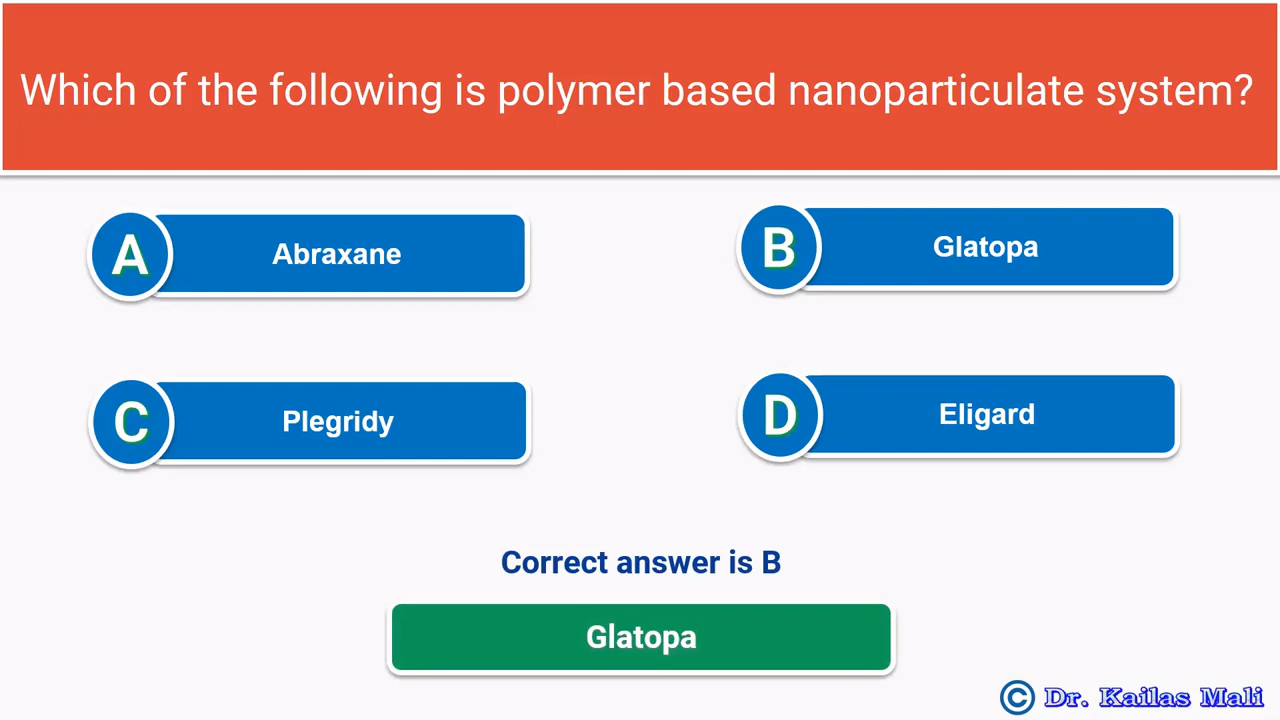 Which of the following is polymer based nanoparticulate system?
A Abraxane
B Glatopa
C Plegridy
D Eligard
Correct answer is B
Glatopa
© Dr. Kailas Mali